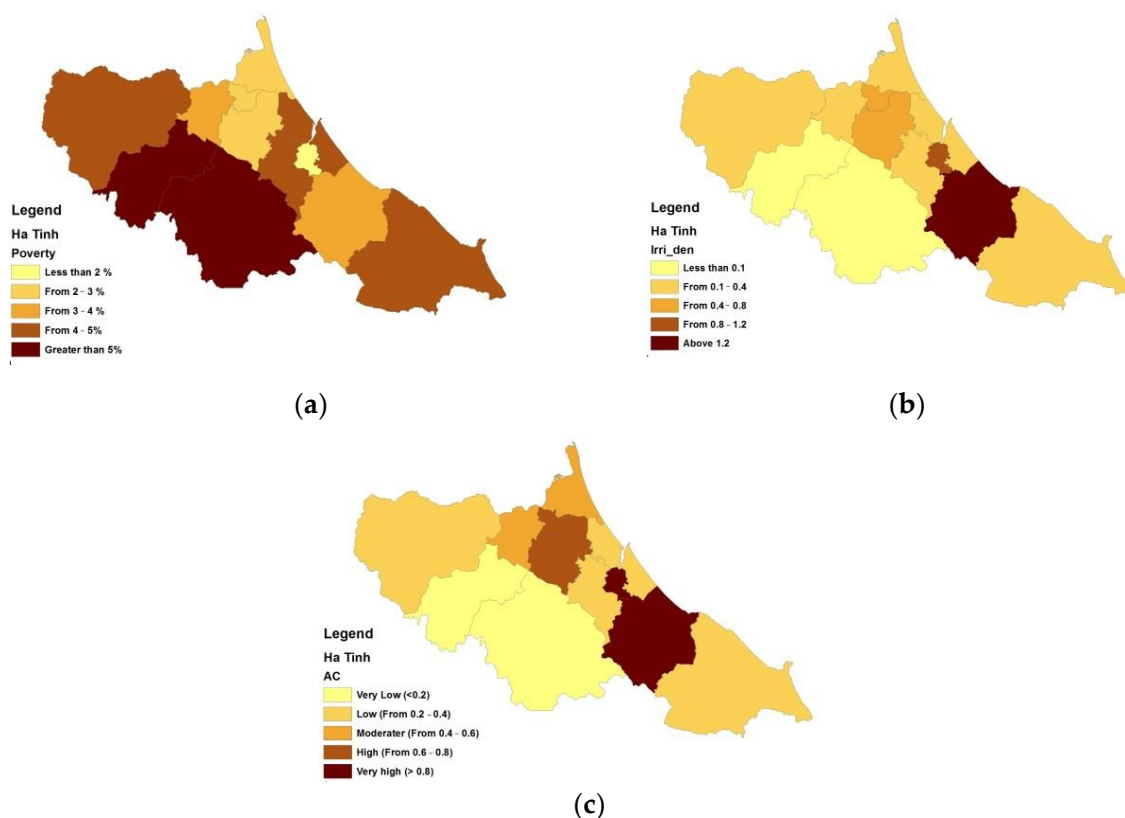 Legend
Ha Tinh
Poverty
Less than 2 %
From 2 - 3 %
From 3 - 4 %
From 4 - 5%
Greater than 5%
(a)
Legend
Ha Tinh
Irri_den
Less than 0.1
From 0.1 - 0.4
From 0.4 - 0.8
From 0.8 - 1.2
Above 1.2
(b)
Legend
Ha Tinh
AC
Very Low (<0.2)
Low (From 0.2 - 0.4)
Moderater (From 0.4 - 0.6)
High (From 0.6 - 0.8)
Very high (> 0.8)
(c)